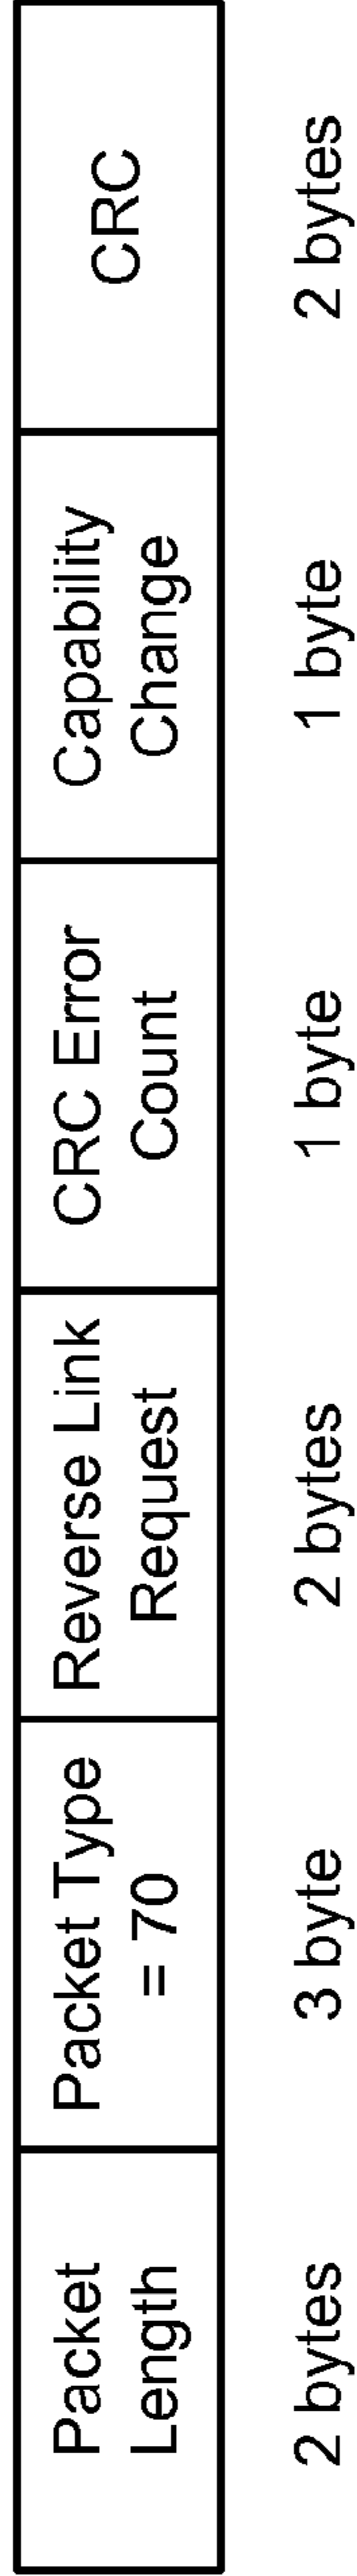 Packet
Length
Packet Type
= 70
Reverse Link
Request
CRC Error
Count
Capability
Change
CRC
2 bytes
3 byte
2 bytes
1 byte
1 byte
2 bytes